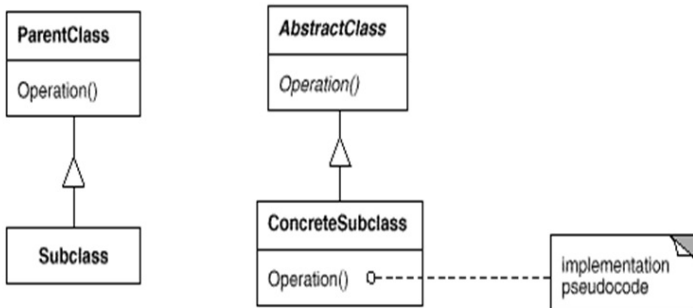 ParentClass
Operation()
Subclass
AbstractClass
Operation()
ConcreteSubclass
Operation()
implementation
pseudocode